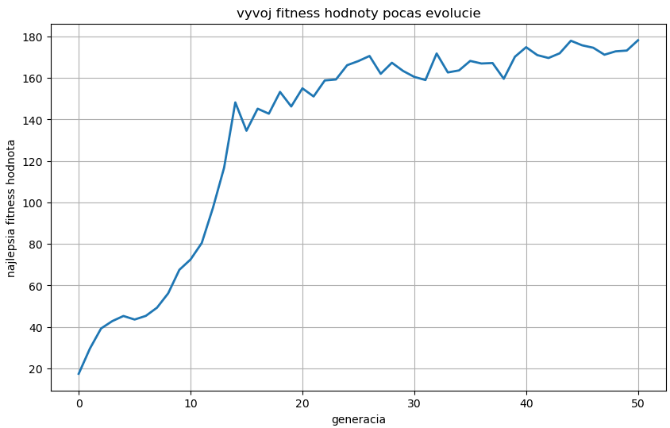 vyvoj fitness hodnoty pocas evolucie
najlepsia fitness hodnota
180
160
140
120
100
80
60
40
20
0 10 20 30 40 50
generacia